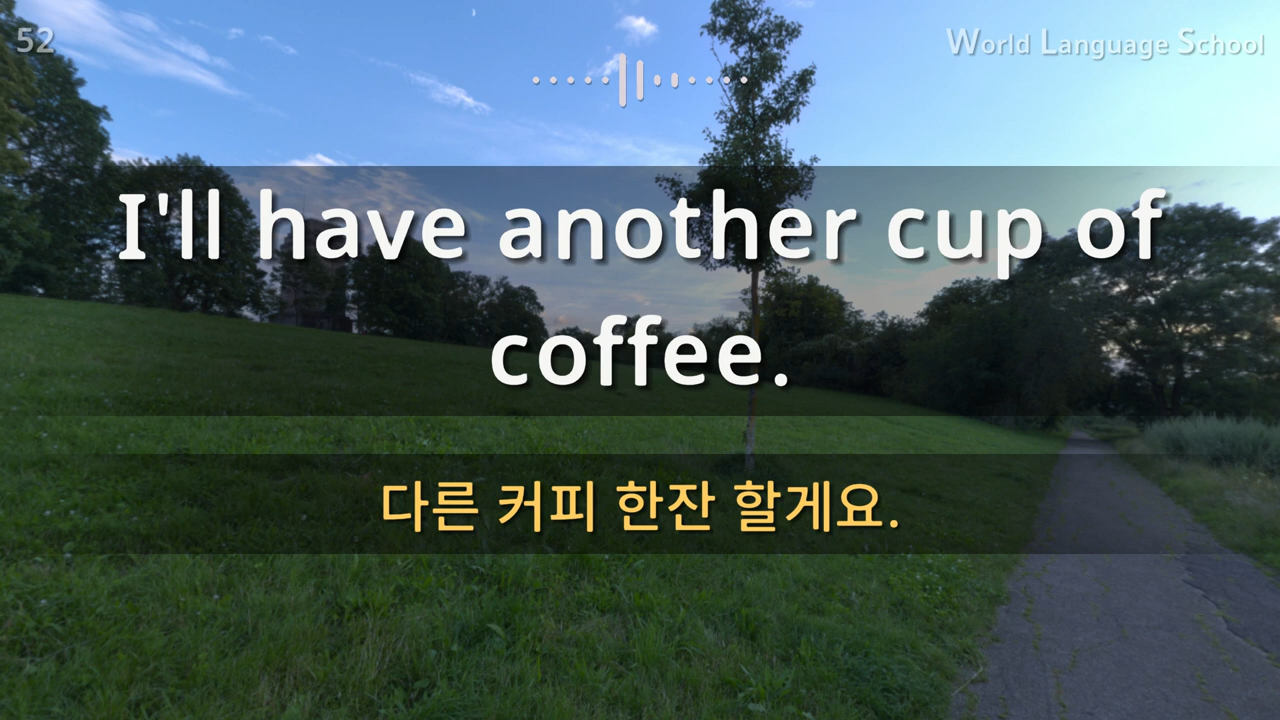 52
World Language School
I'll have another cup of
coffee.
다른 커피 한잔 할게요.